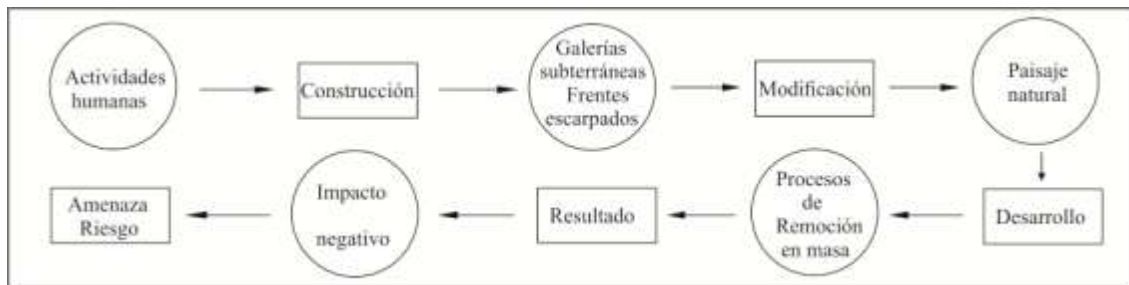 Actividades
humanas
Construcción
Galerías
subterráneas
Frentes
escarpados
Modificación
Paisaje
natural
Desarrollo
Procesos
de
Remoción
en masa
Resultado
Impacto
negativo
Amenaza
Riesgo